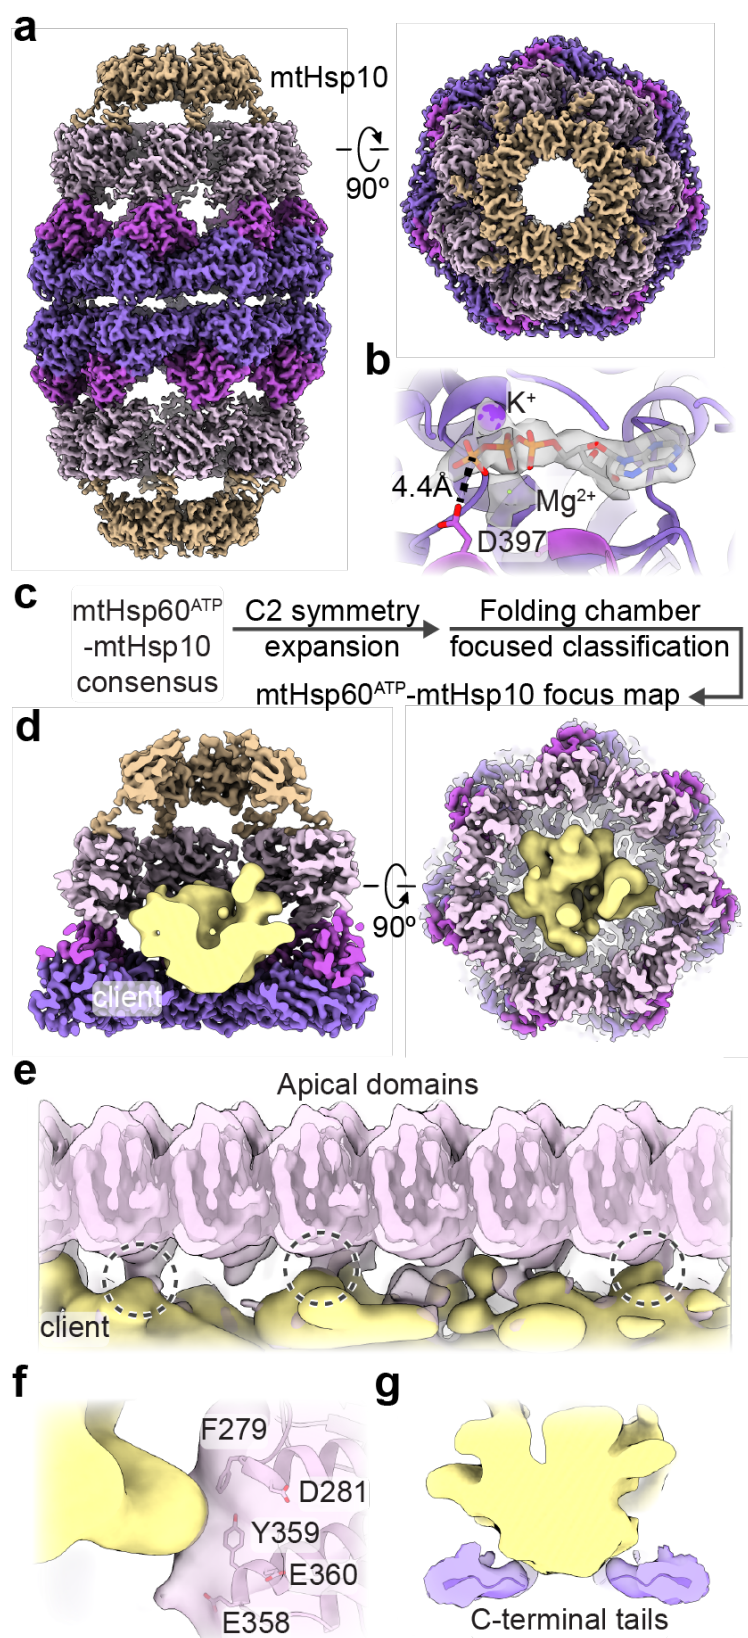 a
mtHsp10
90º
b
K⁺
4.4Å
Mg²⁺
D397
c
mtHsp60ᴬᵀᴾ
-mtHsp10
consensus
C2 symmetry
expansion
Folding chamber
focused classification
mtHsp60ᴬᵀᴾ-mtHsp10 focus map
d
client
90º
e
Apical domains
client
f
F279
D281
Y359
E360
E358
g
C-terminal tails